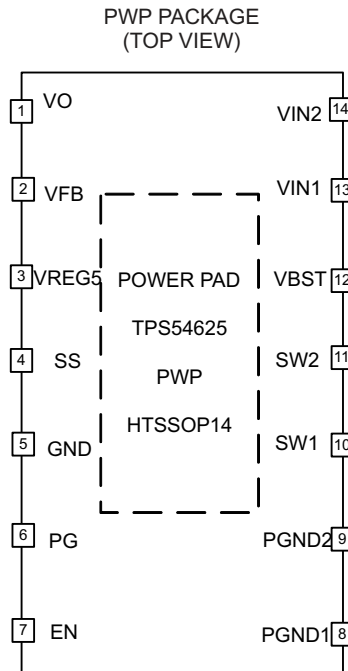 PWP PACKAGE
(TOP VIEW)
1 VO
VIN2 14
2 VFB
VIN1 13
3 VREG5
POWER PAD
VBST 12
TPS54625
4 SS
SW2 11
PWP
HTSSOP14
5 GND
SW1 10
6 PG
PGND2 9
7 EN
PGND1 8